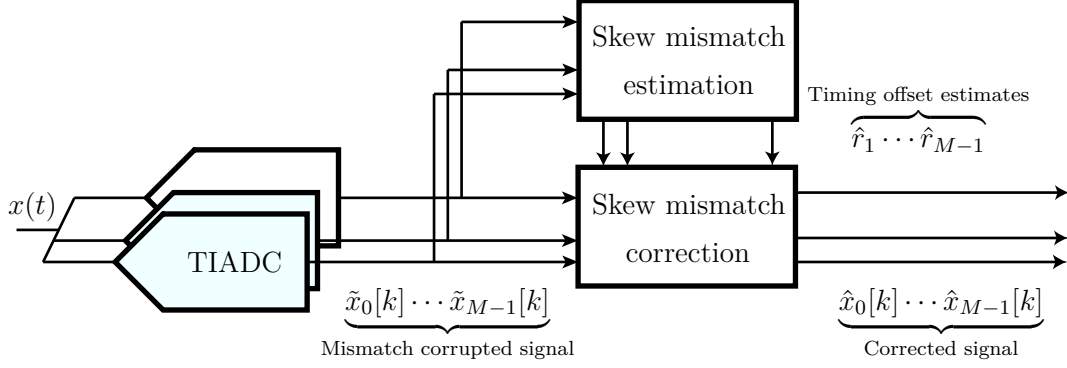 Skew mismatch
estimation
Timing offset estimates
r̂₁ ⋯ r̂_{M−1}
x(t)
Skew mismatch
correction
TIADC
x̃₀[k] ⋯ x̃_{M−1}[k]
Mismatch corrupted signal
x̂₀[k] ⋯ x̂_{M−1}[k]
Corrected signal